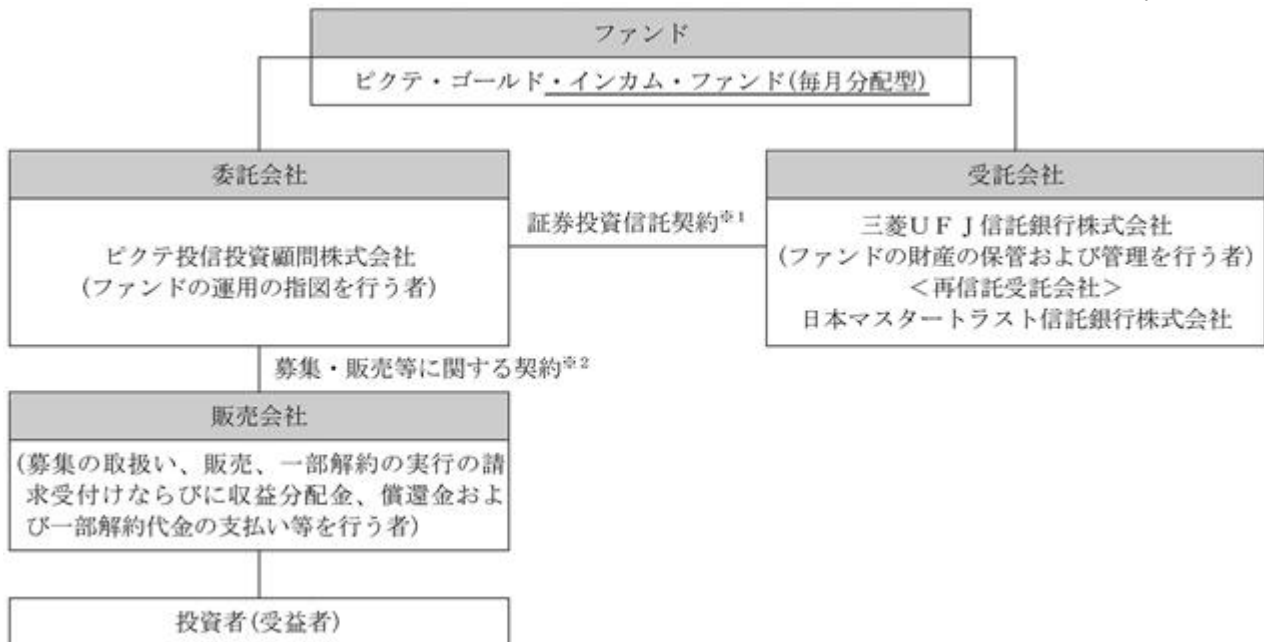 ファンド
ピクテ・ゴールド・インカム・ファンド(毎月分配型)
委託会社
ピクテ投信投資顧問株式会社
(ファンドの運用の指図を行う者)
証券投資信託契約※1
受託会社
三菱UFJ信託銀行株式会社
(ファンドの財産の保管および管理を行う者)
<再信託受託会社>
日本マスタートラスト信託銀行株式会社
募集・販売等に関する契約※2
販売会社
(募集の取扱い、販売、一部解約の実行の請
求受付けならびに収益分配金、償還金およ
び一部解約代金の支払い等を行う者)
投資者(受益者)